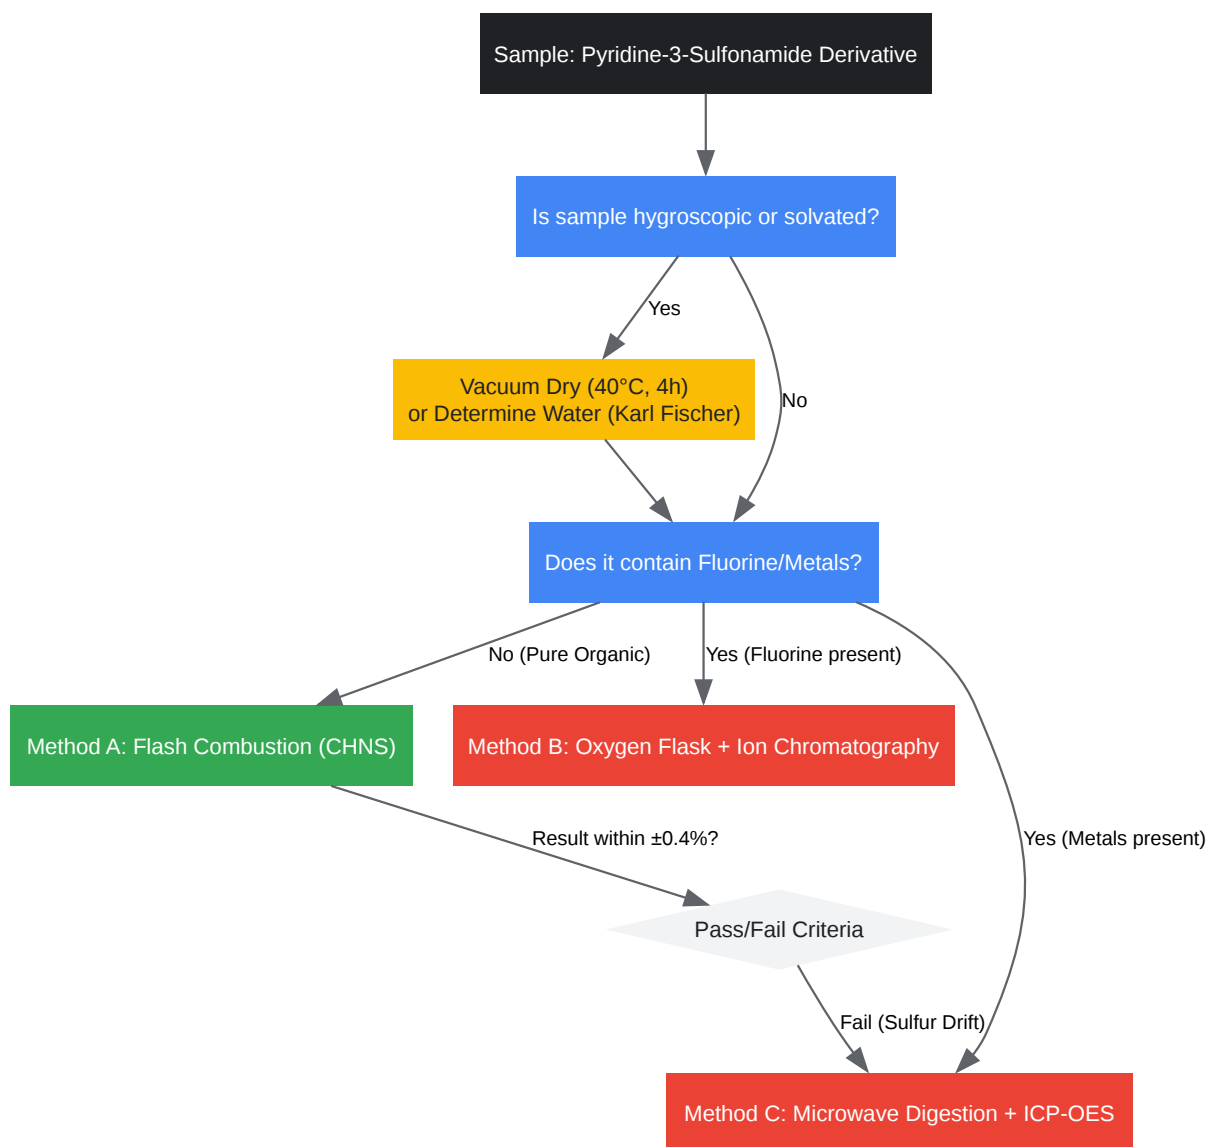 Sample: Pyridine-3-Sulfonamide Derivative
Is sample hygroscopic or solvated?
Yes
Vacuum Dry (40°C, 4h)
or Determine Water (Karl Fischer)
No
Does it contain Fluorine/Metals?
No (Pure Organic)
Yes (Fluorine present)
Method A: Flash Combustion (CHNS)
Method B: Oxygen Flask + Ion Chromatography
Result within ±0.4%?
Yes (Metals present)
Pass/Fail Criteria
Fail (Sulfur Drift)
Method C: Microwave Digestion + ICP-OES